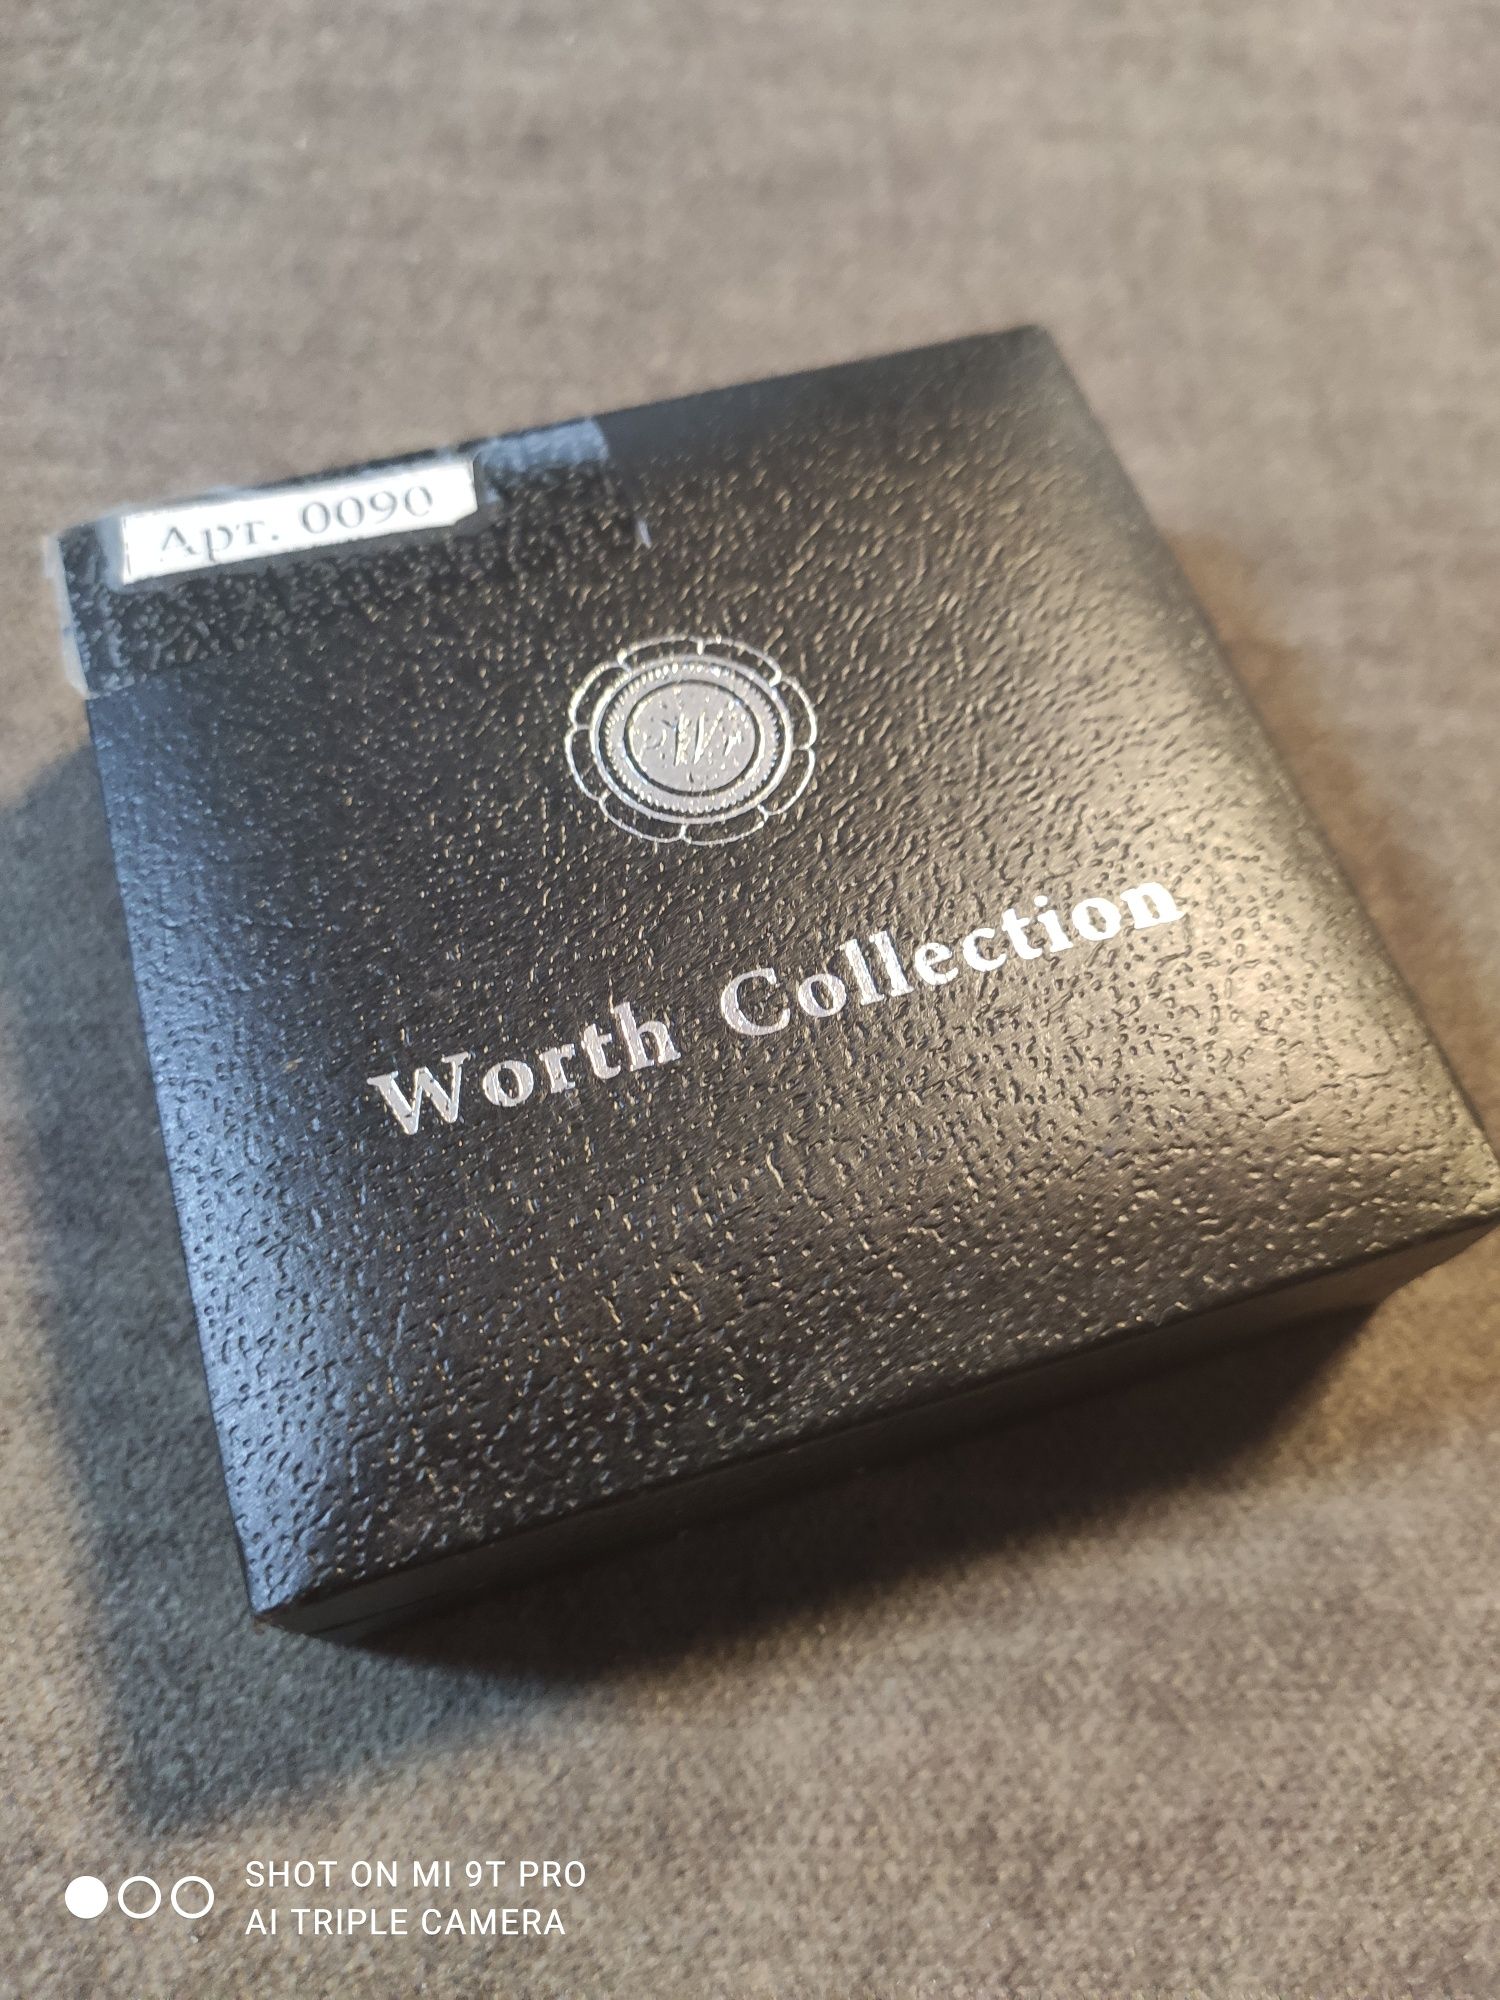 Арт. 0090
W
Worth Collection
SHOT ON MI 9T PRO
AI TRIPLE CAMERA